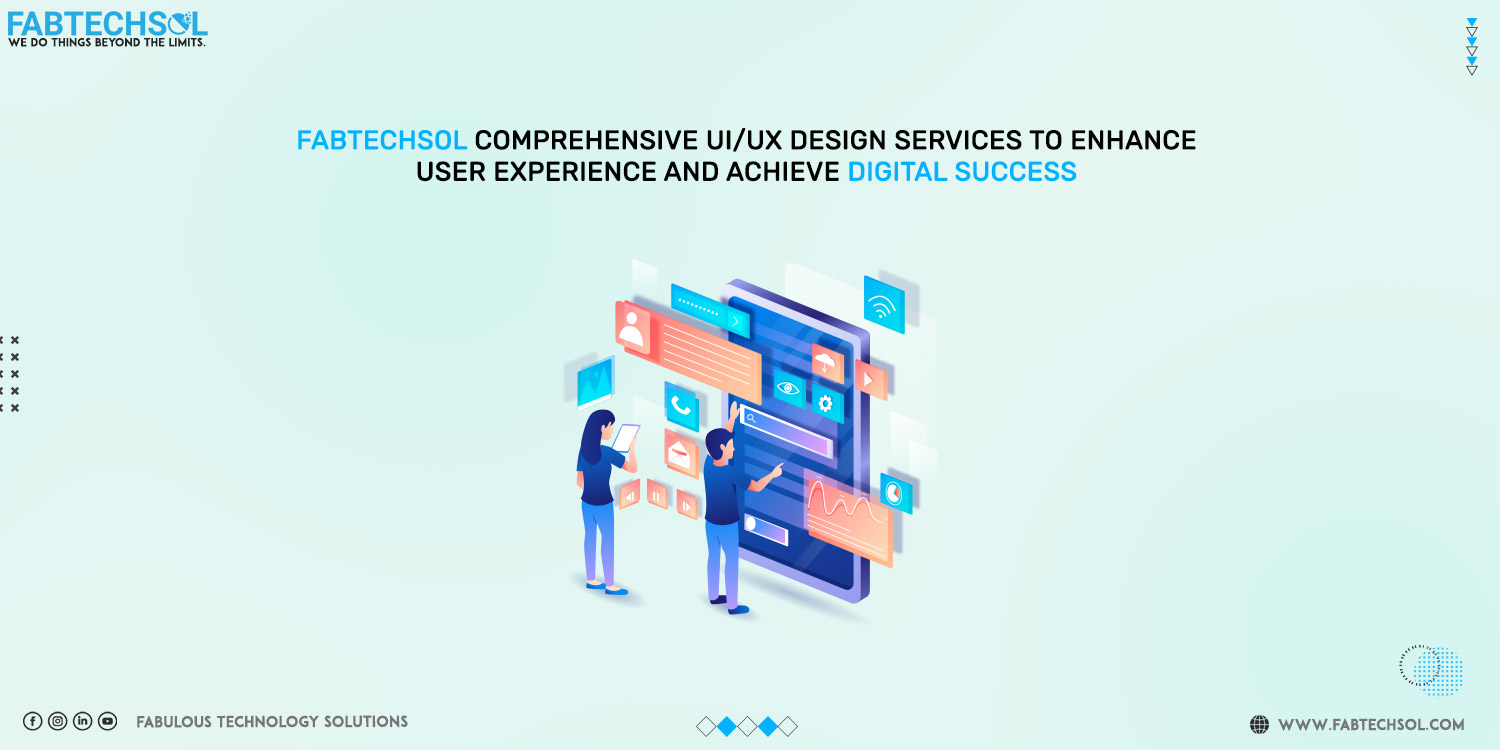 FABTECHSOL
WE DO THINGS BEYOND THE LIMITS.
FABTECHSOL COMPREHENSIVE UI/UX DESIGN SERVICES TO ENHANCE
USER EXPERIENCE AND ACHIEVE DIGITAL SUCCESS
FABULOUS TECHNOLOGY SOLUTIONS
WWW.FABTECHSOL.COM